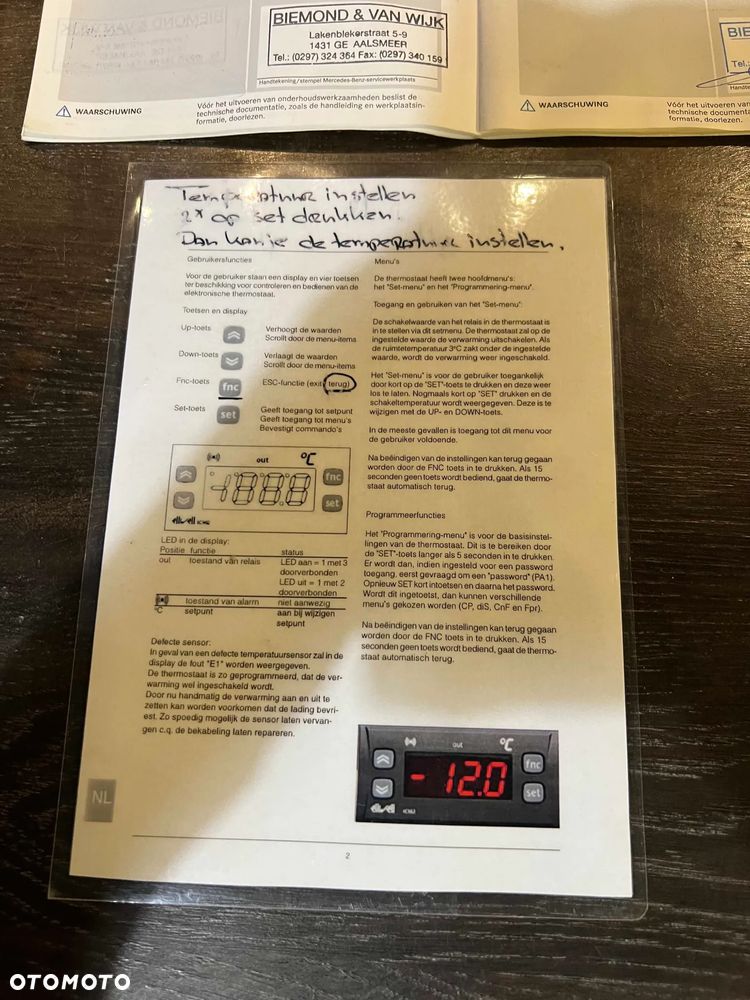 BIEMOND & VAN WIJK
Lakenblekerstraat 5-9
1431 GE AALSMEER
Tel.: (0297) 324 364 Fax: (0297) 340 159
Handtekening/stempel Mercedes-Benz-servicewerkplaats
WAARSCHUWING
Vóór het uitvoeren van onderhoudswerkzaamheden beslist de
technische documentatie, zoals de handleiding en werkplaatsin-
formatie, doorlezen.
BIE
Tel.:
WAARSCHUWING
Vóór het uitvoeren van
technische documenta
formatie, doorlezen.
Temperatuur instellen
2x op set drukken.
Dan kan je de temperatuur instellen.
Gebruikersfuncties
Voor de gebruiker staan een display en vier toetsen
ter beschikking voor controleren en bedienen van de
elektronische thermostaat.
Toetsen en display
Up-toets
Verhoogt de waarden
Scrollt door de menu-items
Down-toets
Verlaagt de waarden
Scrollt door de menu-items
Fnc-toets
fnc
ESC-functie (exit, terug)
Set-toets
set
Geeft toegang tot setpunt
Geeft toegang tot menu's
Bevestigt commando's
out
°C
-188.8
fnc
set
eliwell
IC902
LED in de display:
Positie functie status
out toestand van relais LED aan = 1 met 3
doorverbonden
LED uit = 1 met 2
doorverbonden
toestand van alarm niet aanwezig
°C setpunt aan bij wijzigen
setpunt
Defecte sensor:
In geval van een defecte temperatuursensor zal in de
display de fout "E1" worden weergegeven.
De thermostaat is zo geprogrammeerd, dat de ver-
warming wel ingeschakeld wordt.
Door nu handmatig de verwarming aan en uit te
zetten kan worden voorkomen dat de lading bevri-
est. Zo spoedig mogelijk de sensor laten vervan-
gen c.q. de bekabeling laten repareren.
Menu's
De thermostaat heeft twee hoofdmenu's:
het "Set-menu" en het "Programmering-menu".
Toegang en gebruiken van het "Set-menu":
De schakelwaarde van het relais in de thermostaat is
in te stellen via dit setmenu. De thermostaat zal op de
ingestelde waarde de verwarming uitschakelen. Als
de ruimtetemperatuur 3°C zakt onder de ingestelde
waarde, wordt de verwarming weer ingeschakeld.
Het "Set-menu" is voor de gebruiker toegankelijk
door kort op de "SET"-toets te drukken en deze weer
los te laten. Nogmaals kort op "SET" drukken en de
schakeltemperatuur wordt weergegeven. Deze is te
wijzigen met de UP- en DOWN-toets.
In de meeste gevallen is toegang tot dit menu voor
de gebruiker voldoende.
Na beëindigen van de instellingen kan terug gegaan
worden door de FNC toets in te drukken. Als 15
seconden geen toets wordt bediend, gaat de thermo-
staat automatisch terug.
Programmeerfuncties
Het "Programmering-menu" is voor de basisinstel-
lingen van de thermostaat. Dit is te bereiken door
de "SET"-toets langer als 5 seconden in te drukken.
Er wordt dan, indien ingesteld voor een password
toegang, eerst gevraagd om een "password" (PA1).
Opnieuw SET kort intoetsen en daarna het password.
Wordt dit ingetoetst, dan kunnen verschillende
menu's gekozen worden (CP, diS, CnF en Fpr).
Na beëindigen van de instellingen kan terug gegaan
worden door de FNC toets in te drukken. Als 15
seconden geen toets wordt bediend, gaat de thermo-
staat automatisch terug.
out
°C
-12.0
fnc
set
eliwell
IC902
NL
2
OTOMOTO